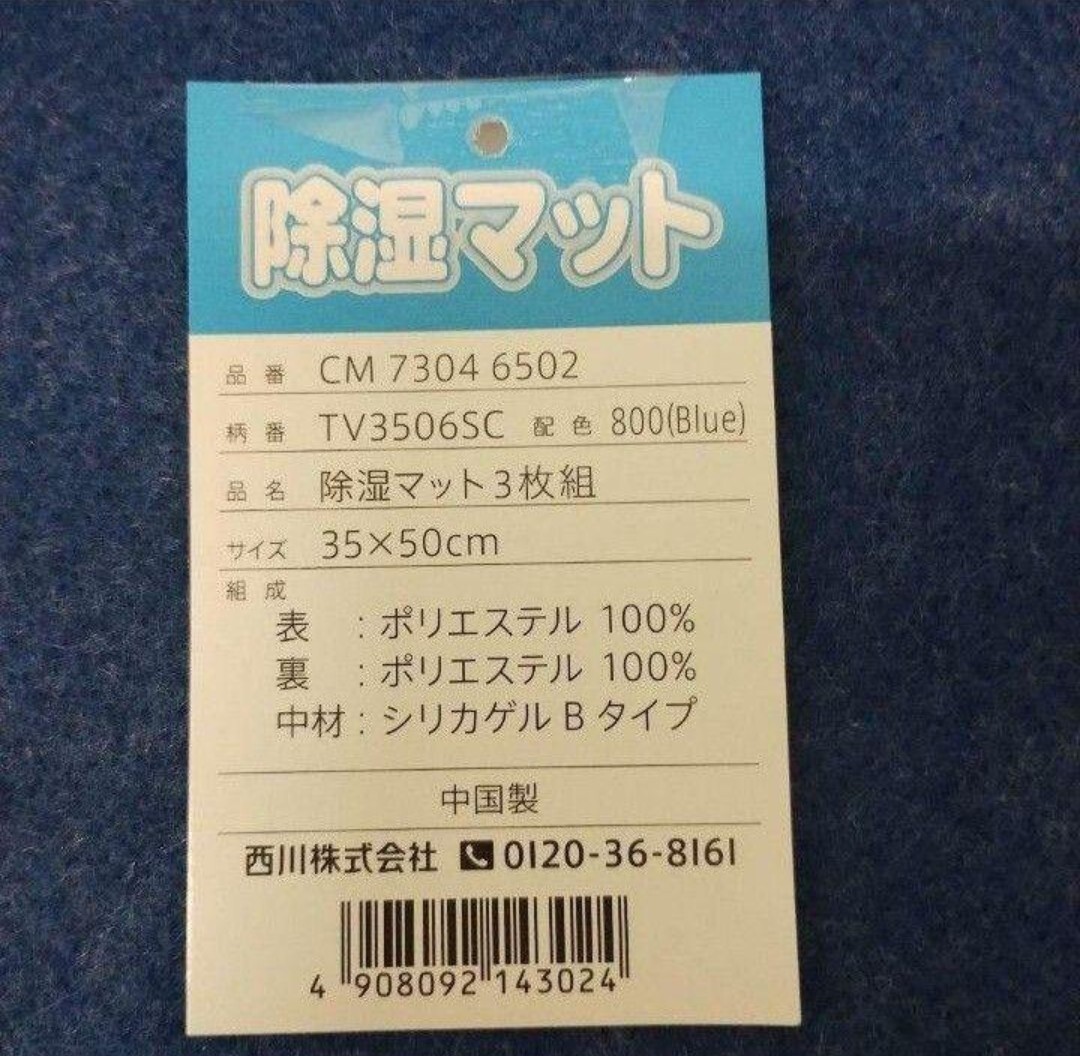 除湿マット
品番 CM 7304 6502
柄番 TV3506SC 配色 800(Blue)
品名 除湿マット3枚組
サイズ 35×50cm
組成
表 : ポリエステル 100%
裏 : ポリエステル 100%
中材 : シリカゲル B タイプ
中国製
西川株式会社 0120-36-8161
4 908092 143024